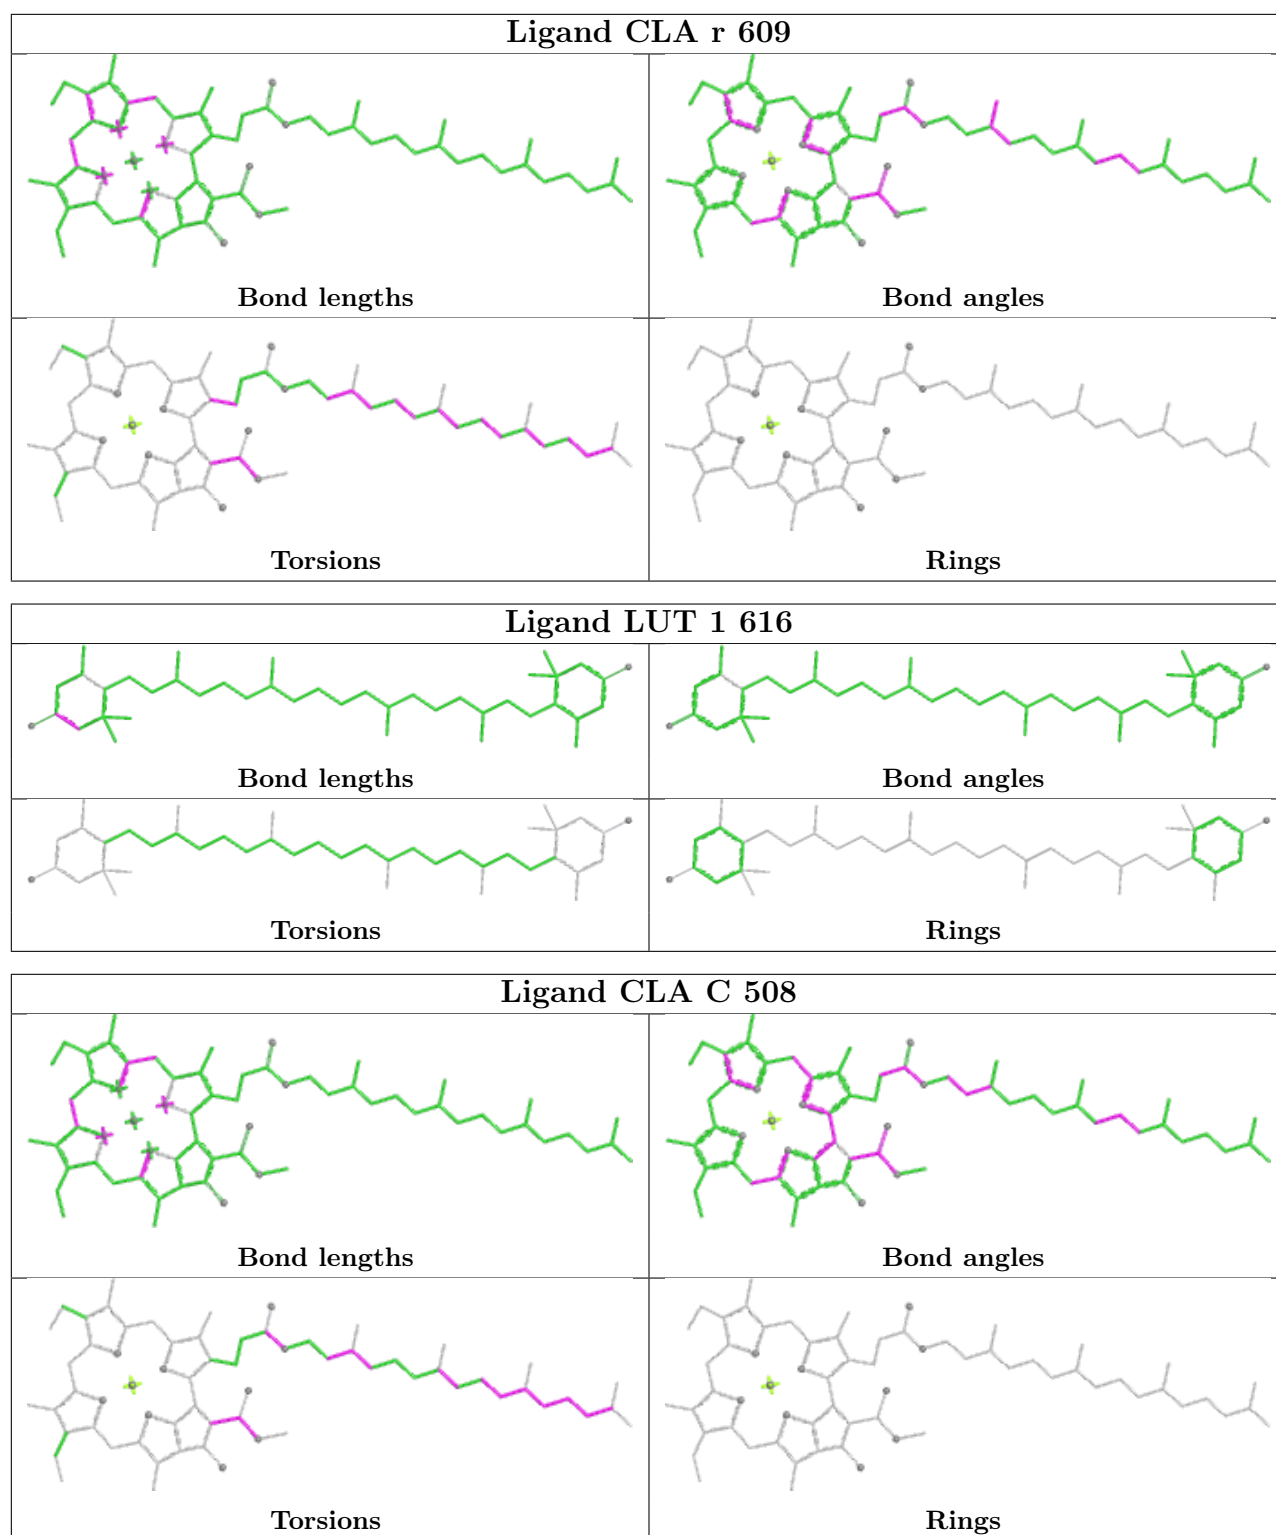 Ligand CLA r 609
Bond lengths
Bond angles
Torsions
Rings
Ligand LUT 1 616
Bond lengths
Bond angles
Torsions
Rings
Ligand CLA C 508
Bond lengths
Bond angles
Torsions
Rings